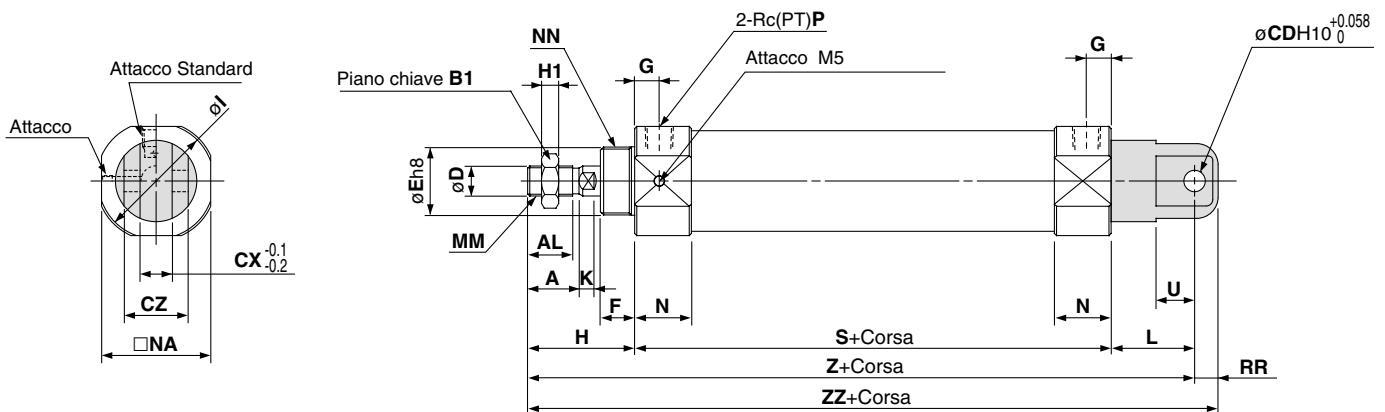 2-Rc(PT)P
øCDH10 +0.058 0
NN
G
Attacco Standard
H1
G
Attacco M5
Piano chiave B1
øI
Attacco
øEh8
øD
MM
AL
CX -0.1 -0.2
A
K
U
CZ
F
N
N
H
S+Corsa
L
□NA
Z+Corsa
RR
ZZ+Corsa